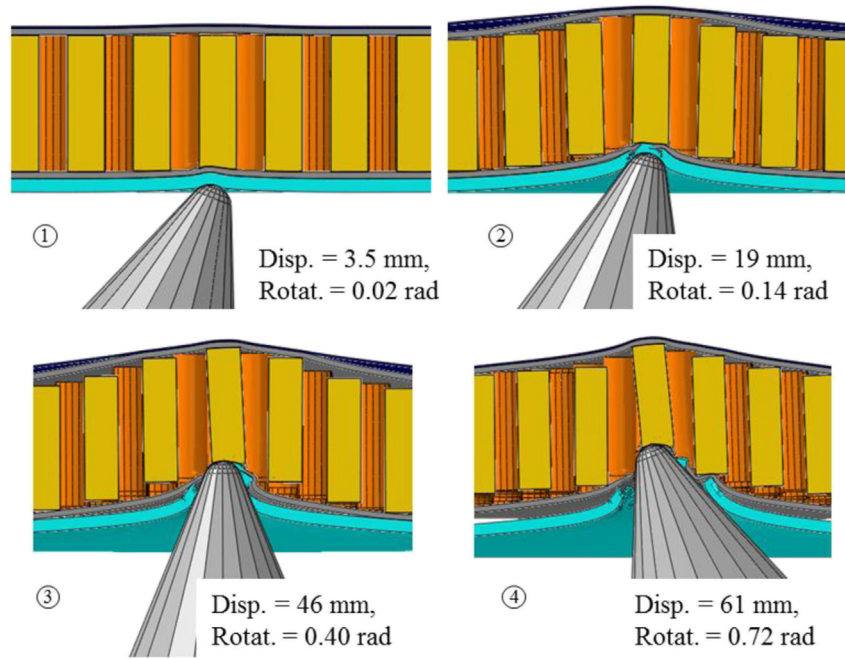 ①
Disp. = 3.5 mm,
Rotat. = 0.02 rad
②
Disp. = 19 mm,
Rotat. = 0.14 rad
③
Disp. = 46 mm,
Rotat. = 0.40 rad
④
Disp. = 61 mm,
Rotat. = 0.72 rad